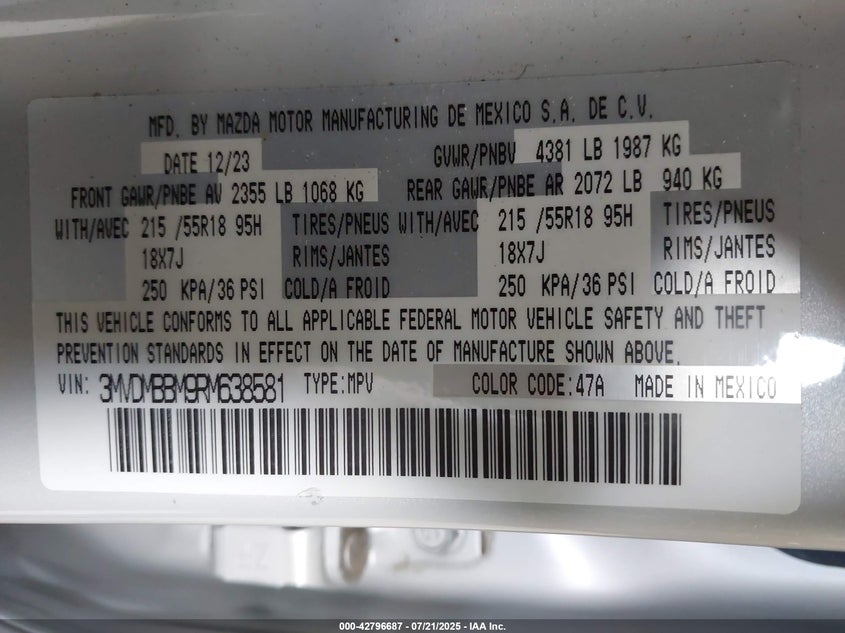 MFD. BY MAZDA MOTOR MANUFACTURING DE MEXICO S.A. DE C.V.
DATE 12/23 GVWR/PNBV 4381 LB 1987 KG
FRONT GAWR/PNBE AV 2355 LB 1068 KG REAR GAWR/PNBE AR 2072 LB 940 KG
WITH/AVEC 215 /55R18 95H TIRES/PNEUS WITH/AVEC 215 /55R18 95H TIRES/PNEUS
18X7J RIMS/JANTES 18X7J RIMS/JANTES
250 KPA/36 PSI COLD/A FROID 250 KPA/36 PSI COLD/A FROID
THIS VEHICLE CONFORMS TO ALL APPLICABLE FEDERAL MOTOR VEHICLE SAFETY AND THEFT
PREVENTION STANDARDS IN EFFECT ON THE DATE OF MANUFACTURE SHOWN ABOVE.
VIN: 3MVDMBBM9RM638581 TYPE:MPV COLOR CODE:47A MADE IN MEXICO
000-42796687 - 07/21/2025 - IAA Inc.